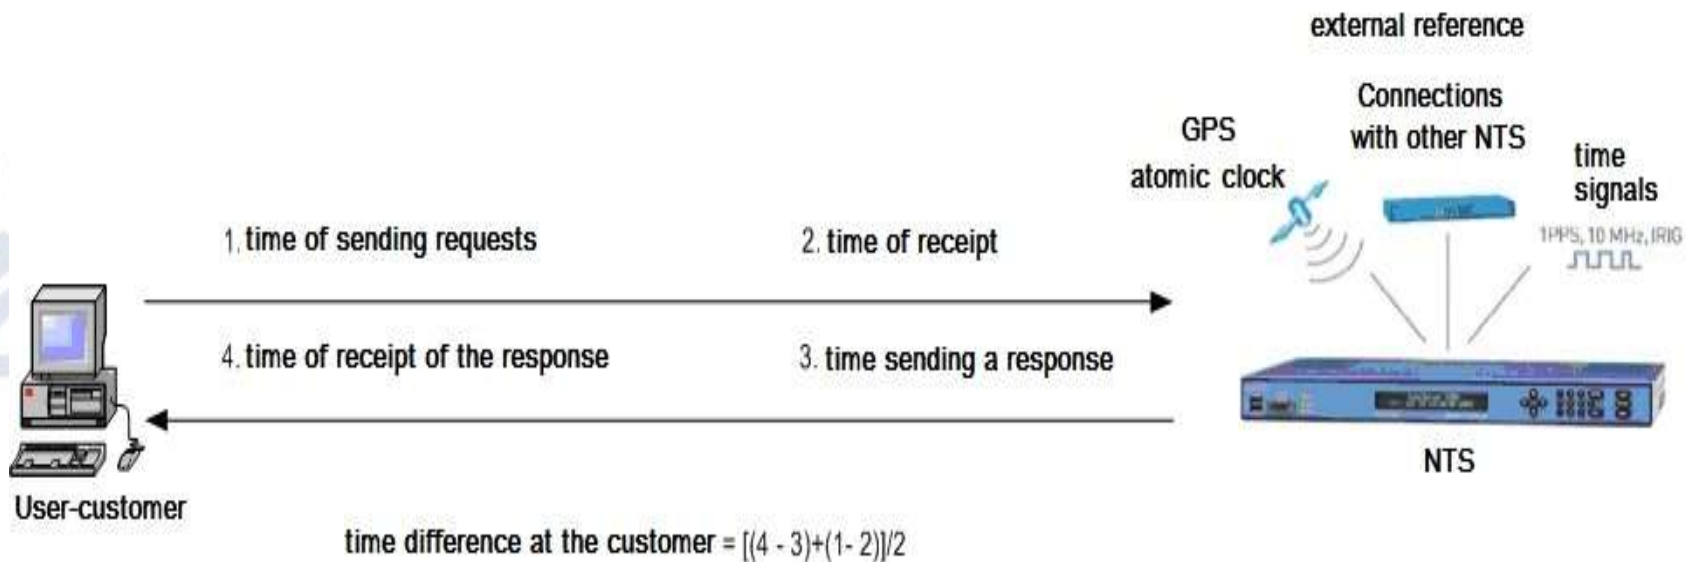 external reference
Connections
with other NTS
GPS
atomic clock
time
signals
1PPS, 10 MHz, IRIG
1. time of sending requests
2. time of receipt
4. time of receipt of the response
3. time sending a response
NTS
User-customer
time difference at the customer = [(4 - 3)+(1- 2)]/2